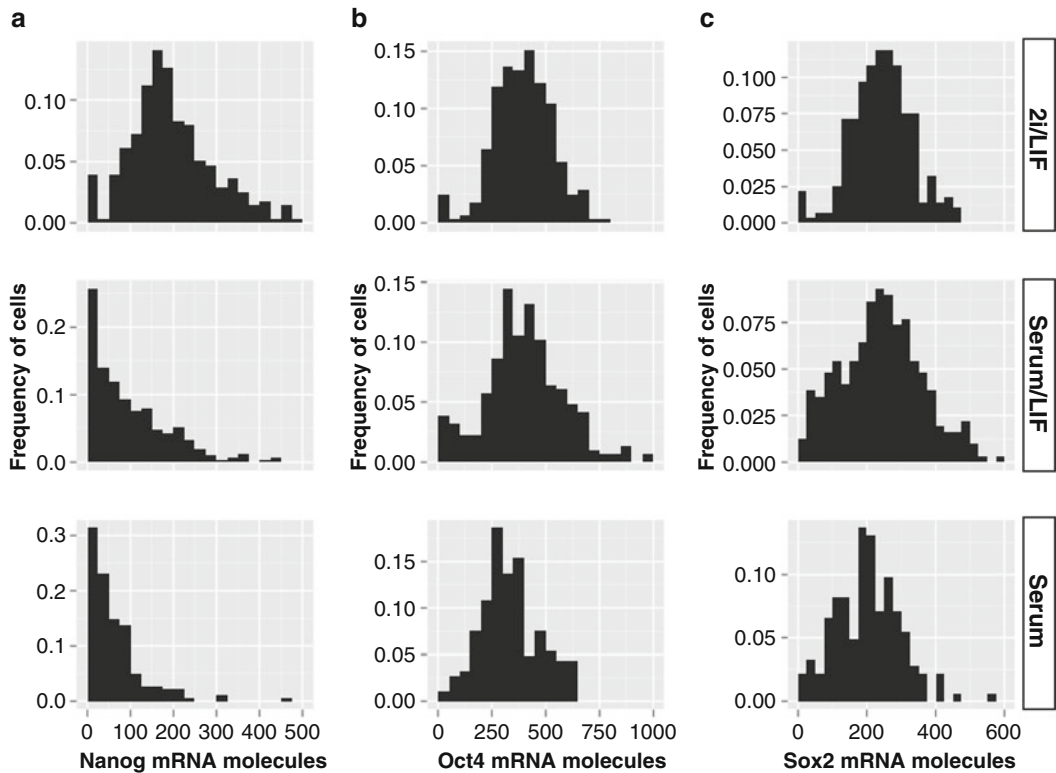 a
b
c
0.10
0.05
0.00
0.15
0.10
0.05
0.00
0.100
0.075
0.050
0.025
0.000
2i/LIF
Frequency of cells
0.2
0.1
0.0
Frequency of cells
0.15
0.10
0.05
0.00
Frequency of cells
0.075
0.050
0.025
0.000
Serum/LIF
0.3
0.2
0.1
0.0
0.15
0.10
0.05
0.00
0.10
0.05
0.00
Serum
0 100 200 300 400 500
0 250 500 750 1000
0 200 400 600
Nanog mRNA molecules
Oct4 mRNA molecules
Sox2 mRNA molecules